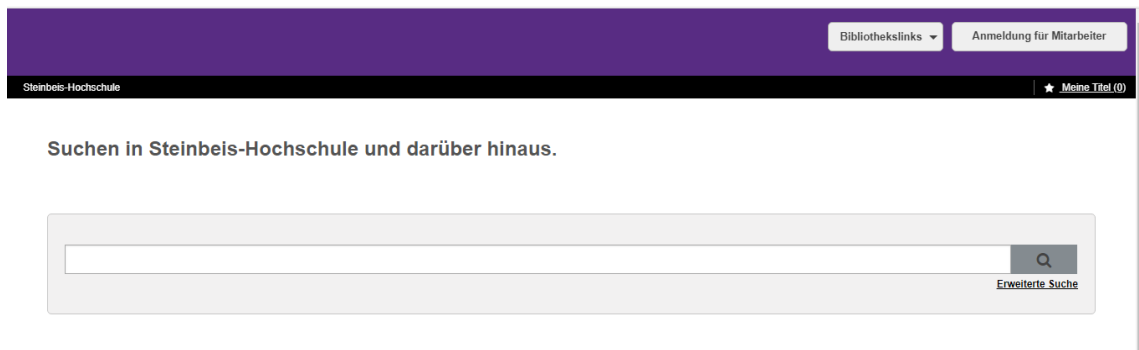 Bibliothekslinks Anmeldung für Mitarbeiter
Steinbeis-Hochschule Meine Titel (0)
Suchen in Steinbeis-Hochschule und darüber hinaus.
Erweiterte Suche